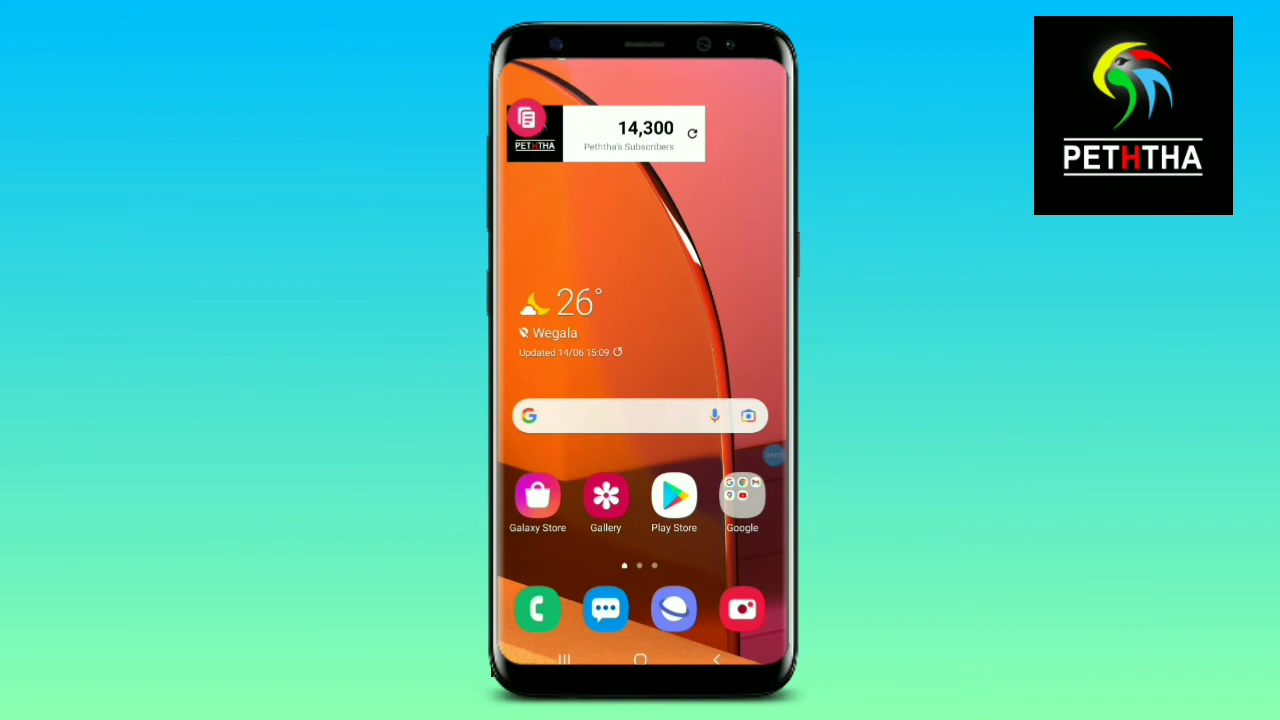 PETHTHA
14,300
Peththa's Subscribers
PETHTHA
26°
Wegala
Updated 14/06 15:09
Galaxy Store
Gallery
Play Store
Google